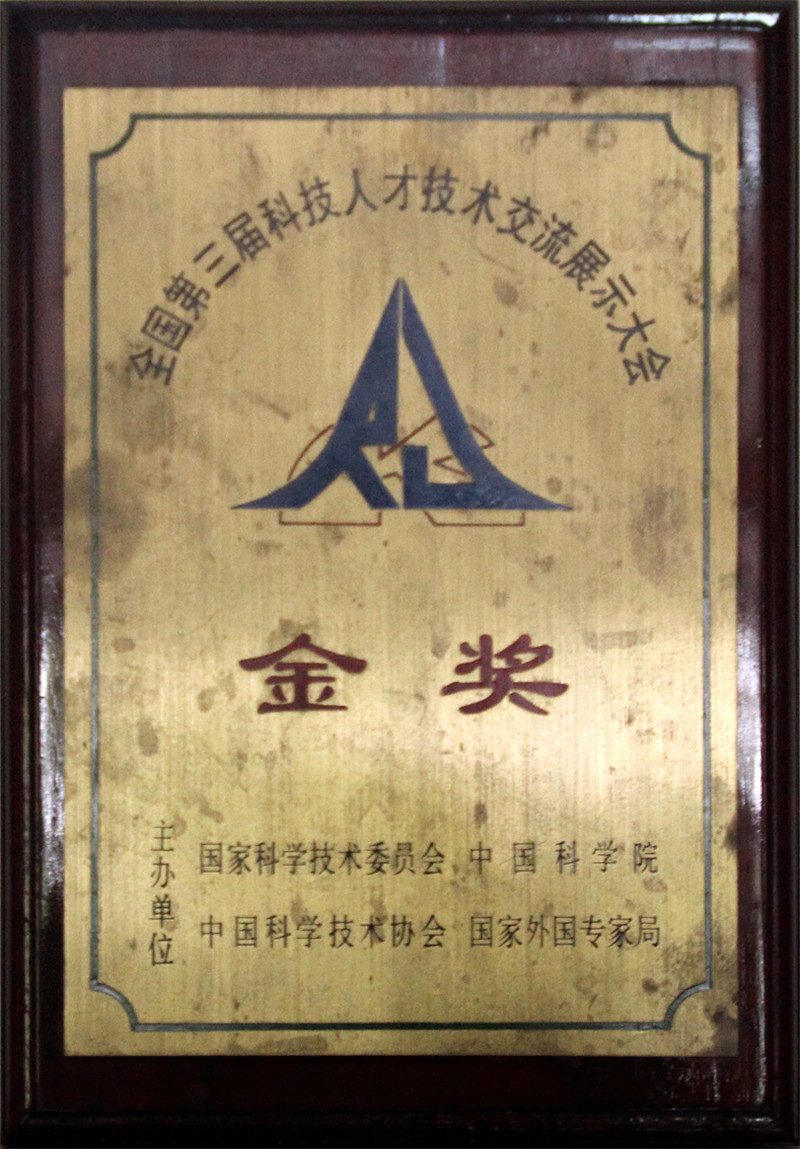 全国第三届科技人才技术交流展示大会
金奖
主办单位
国家科学技术委员会 中国科学院
中国科学技术协会 国家外国专家局